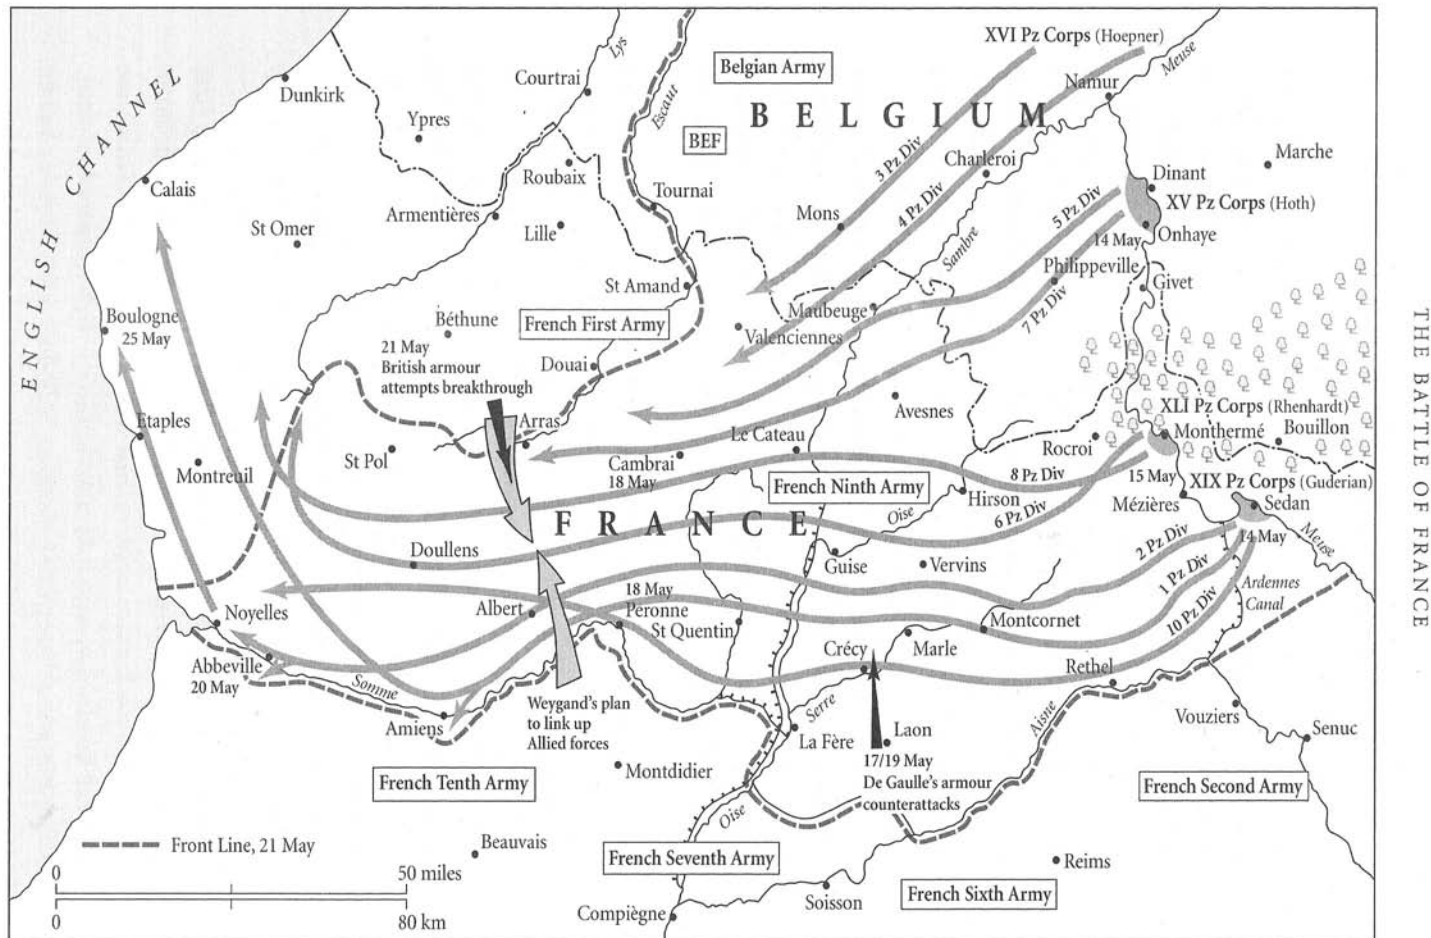 XVI Pz Corps (Hoepner)
Meuse
Lys
Belgian Army
Courtrai
Namur
Dunkirk
Escaut
BELGIUM
Ypres
BEF
3 Pz Div
Charleroi
Marche
ENGLISH CHANNEL
Calais
Roubaix
Tournai
Dinant
4 Pz Div
5 Pz Div
XV Pz Corps (Hoth)
Armentières
Mons
St Omer
Lille
Sambre
14 May
Onhaye
Philippeville
St Amand
Givet
7 Pz Div
Boulogne
25 May
Béthune
French First Army
Maubeuge
Valenciennes
21 May
British armour
attempts breakthrough
Douai
Avesnes
XLI Pz Corps (Rhenhardt)
Etaples
Arras
Le Cateau
Rocroi
Monthermé
Bouillon
St Pol
Montreuil
Cambrai
18 May
8 Pz Div
15 May
XIX Pz Corps (Guderian)
French Ninth Army
Hirson
Mézières
Sedan
FRANCE
Oise
6 Pz Div
2 Pz Div
14 May
Meuse
Doullens
Guise
Vervins
1 Pz Div
Ardennes
Canal
18 May
Noyelles
Albert
Peronne
St Quentin
Montcornet
10 Pz Div
Crécy
Marle
Abbeville
20 May
Rethel
Somme
Weygand's plan
to link up
Allied forces
Serre
Aisne
Vouziers
Amiens
La Fère
Laon
Senuc
17/19 May
De Gaulle's armour
counterattacks
French Tenth Army
Montdidier
French Second Army
Oise
Front Line, 21 May
Beauvais
French Seventh Army
Reims
0 50 miles
0 80 km
Soisson
French Sixth Army
Compiègne
THE BATTLE OF FRANCE